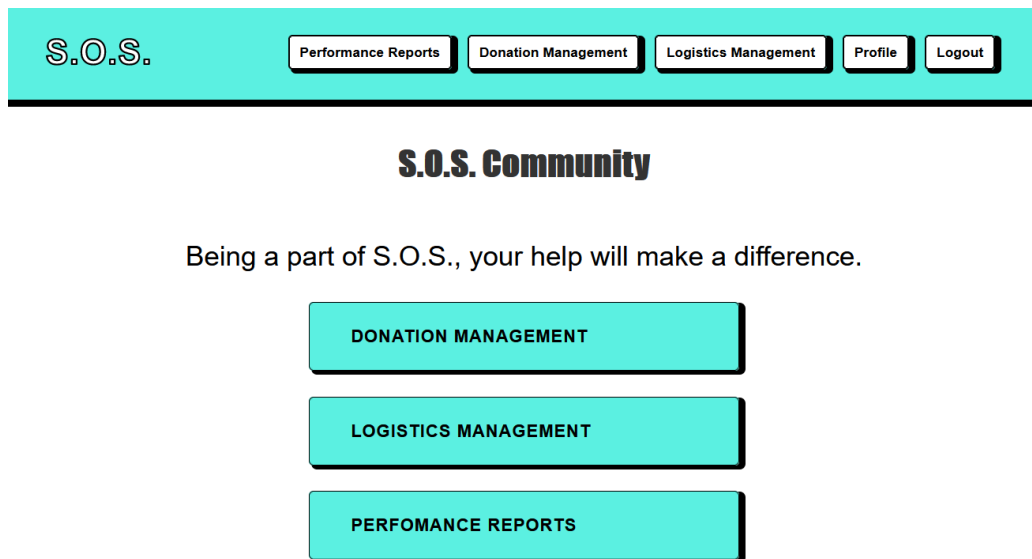 S.O.S.
Performance Reports
Donation Management
Logistics Management
Profile
Logout
S.O.S. Community
Being a part of S.O.S., your help will make a difference.
DONATION MANAGEMENT
LOGISTICS MANAGEMENT
PERFOMANCE REPORTS